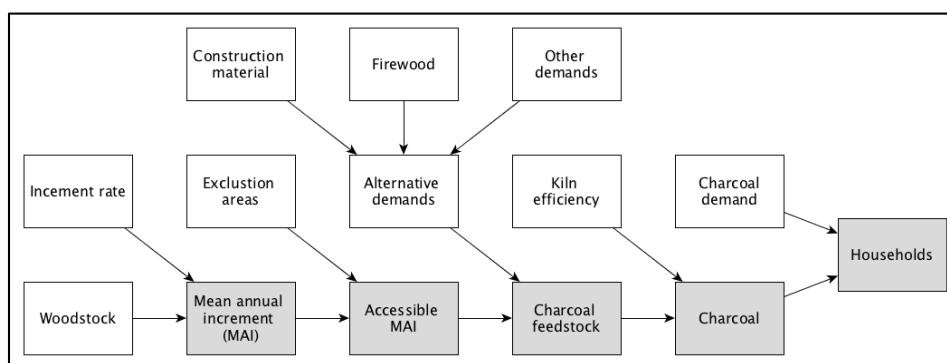 Construction
material
Firewood
Other
demands
Incement rate
Exclustion
areas
Alternative
demands
Kiln
efficiency
Charcoal
demand
Households
Woodstock
Mean annual
increment
(MAI)
Accessible
MAI
Charcoal
feedstock
Charcoal